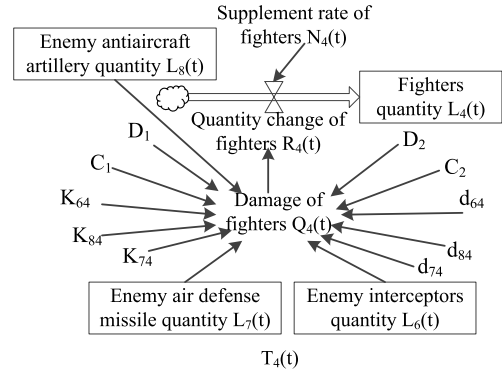 Supplement rate of
fighters N4(t)
Enemy antiaircraft
artillery quantity L8(t)
Fighters
quantity L4(t)
Quantity change of
fighters R4(t)
D1
D2
C1
C2
K64
d64
Damage of
fighters Q4(t)
K84
d84
K74
d74
Enemy air defense
missile quantity L7(t)
Enemy interceptors
quantity L6(t)
T4(t)